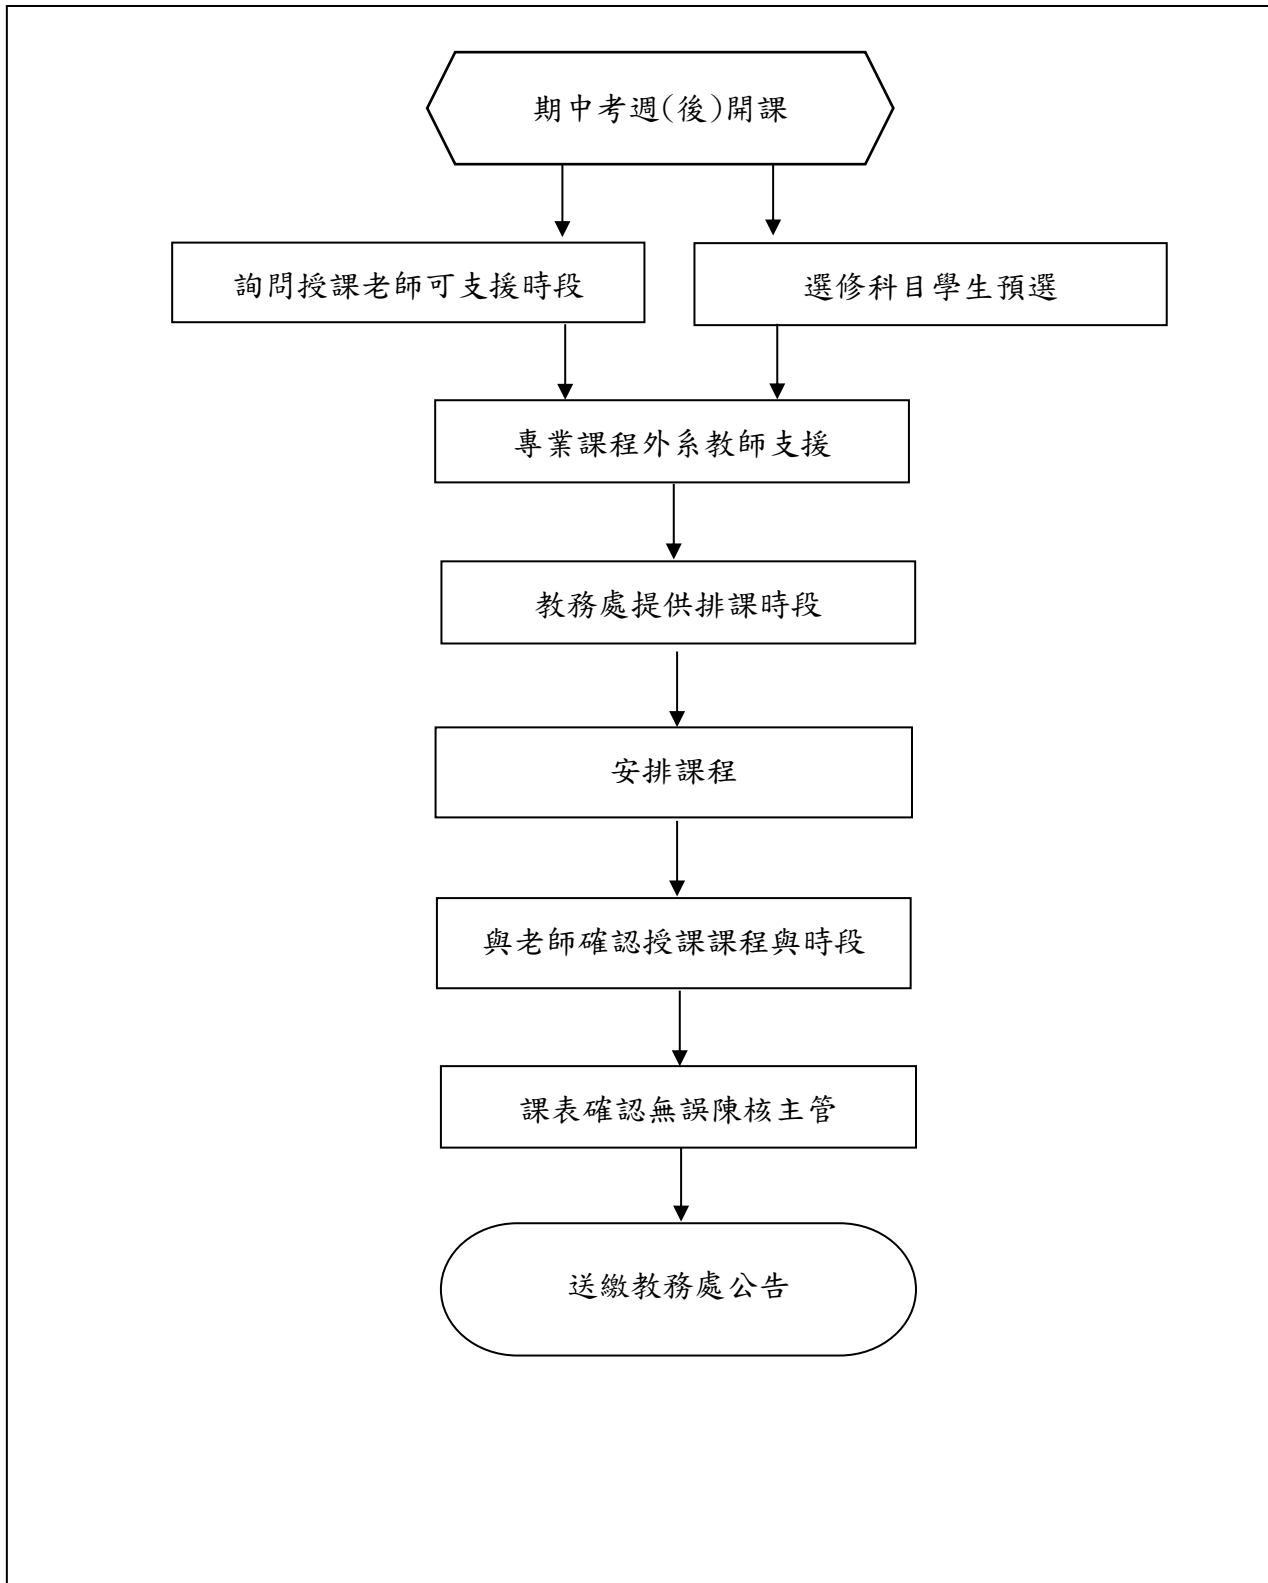 期中考週(後)開課
詢問授課老師可支援時段
選修科目學生預選
專業課程外系教師支援
教務處提供排課時段
安排課程
與老師確認授課課程與時段
課表確認無誤陳核主管
送繳教務處公告